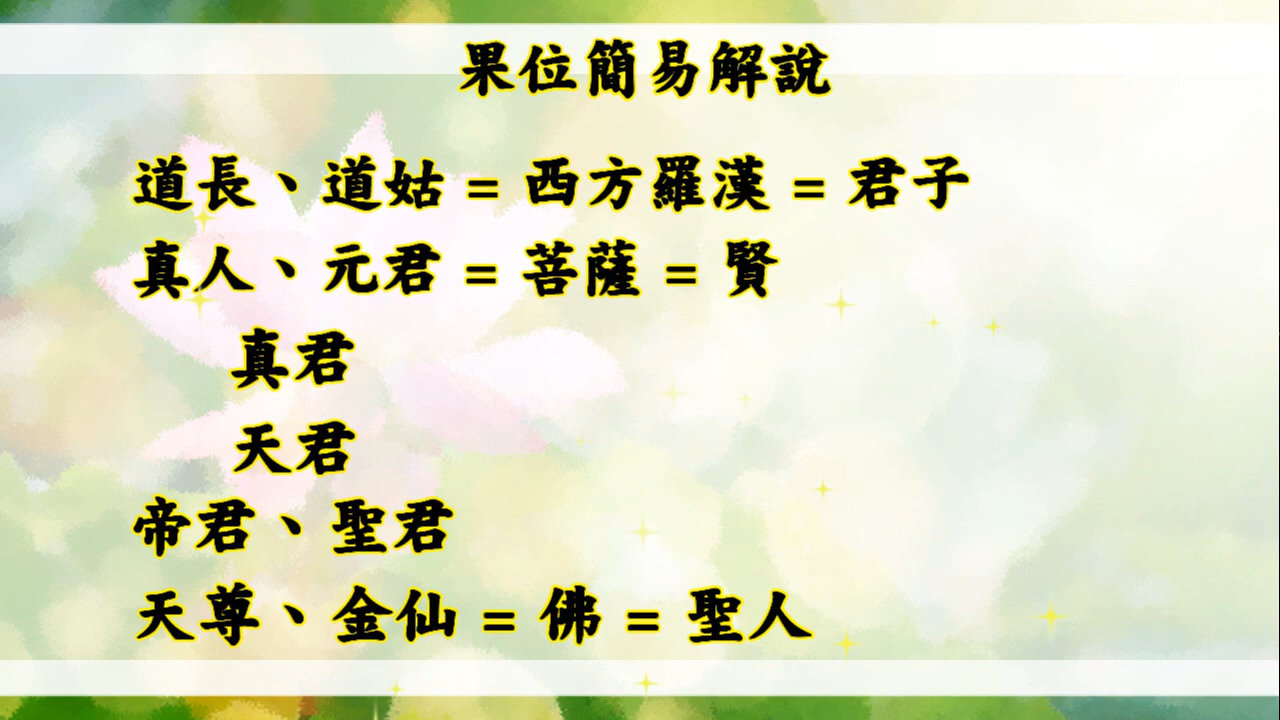 果位簡易解說
道長、道姑 = 西方羅漢 = 君子
真人、元君 = 菩薩 = 賢
真君
天君
帝君、聖君
天尊、金仙 = 佛 = 聖人